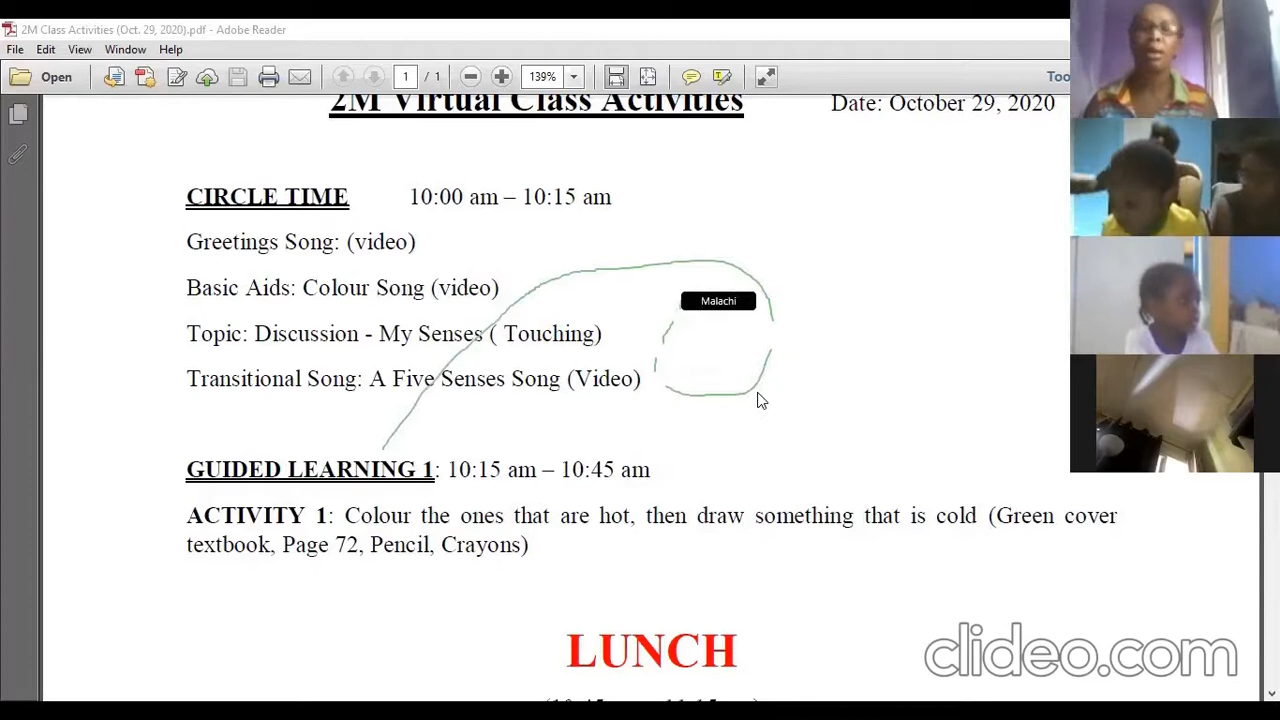 2M Class Activities (Oct. 29, 2020).pdf - Adobe Reader
File Edit View Window Help
Open 1 / 1 139% Too
2M Virtual Class Activities Date: October 29, 2020
CIRCLE TIME 10:00 am – 10:15 am
Greetings Song: (video)
Basic Aids: Colour Song (video)
Malachi
Topic: Discussion - My Senses ( Touching)
Transitional Song: A Five Senses Song (Video)
GUIDED LEARNING 1: 10:15 am – 10:45 am
ACTIVITY 1: Colour the ones that are hot, then draw something that is cold (Green cover
textbook, Page 72, Pencil, Crayons)
LUNCH
clideo.com